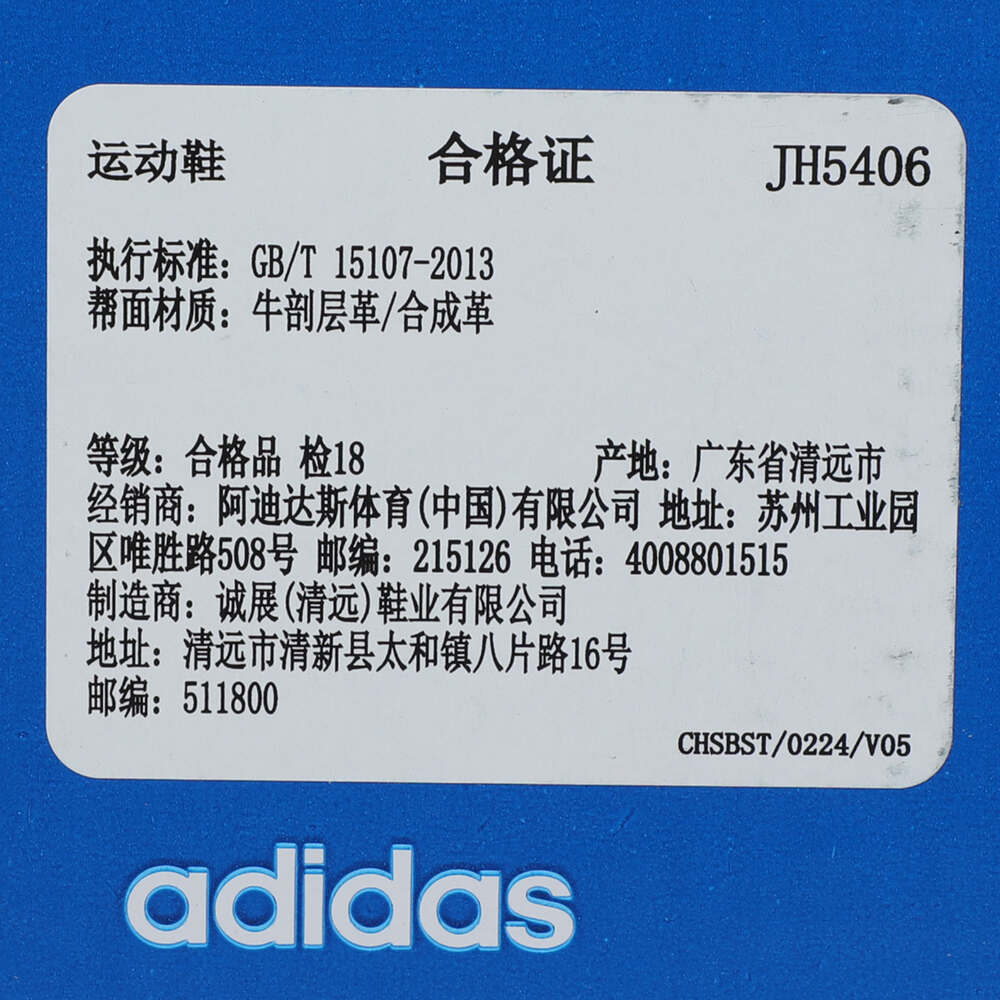 运动鞋 合格证 JH5406
执行标准：GB/T 15107-2013
帮面材质：牛剖层革/合成革
等级：合格品 检18 产地：广东省清远市
经销商：阿迪达斯体育(中国)有限公司 地址：苏州工业园
区唯胜路508号 邮编：215126 电话：4008801515
制造商：诚展(清远)鞋业有限公司
地址：清远市清新县太和镇八片路16号
邮编：511800
CHSBST/0224/V05
adidas